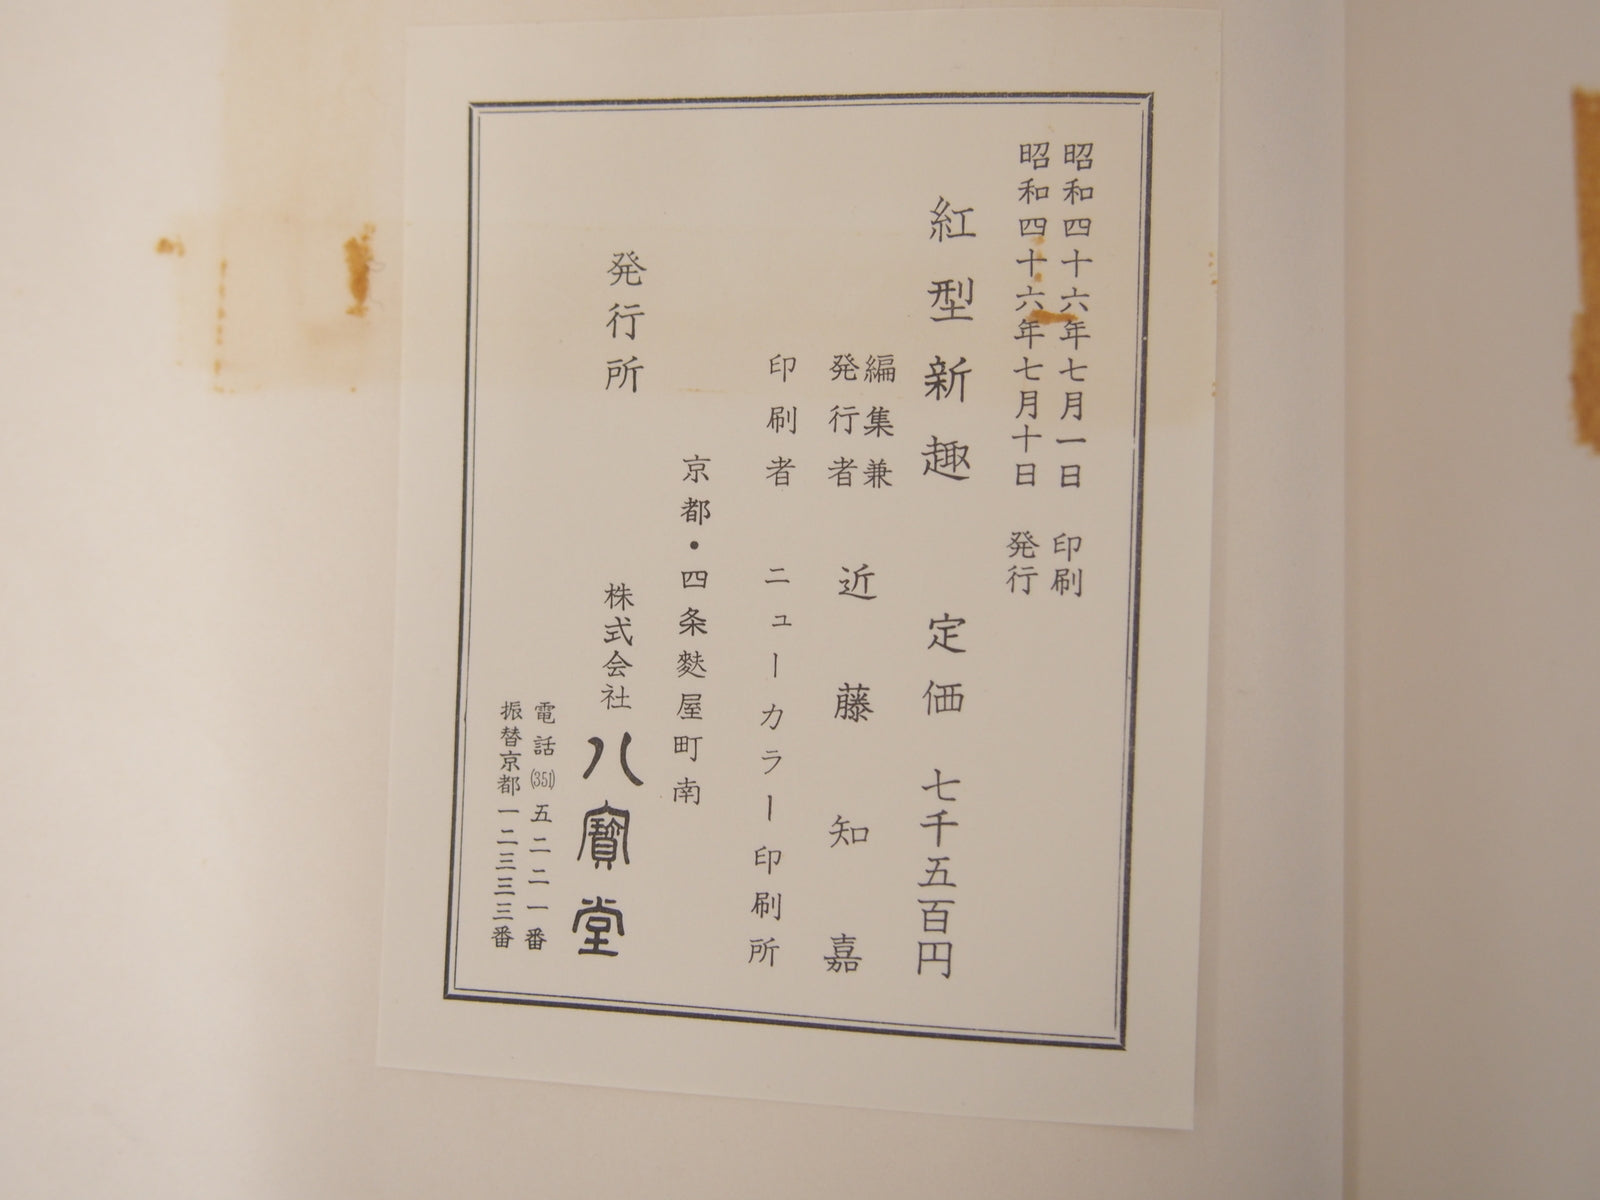 昭和四十六年七月一日 印刷
昭和四十六年七月十日 発行
紅型新趣 定価 七千五百円
編集兼
発行者 近藤知嘉
印刷者 ニューカラー印刷所
京都・四条麩屋町南
発行所 株式会社 八寶堂
電話(351)五二二一番
振替京都一二三三三番